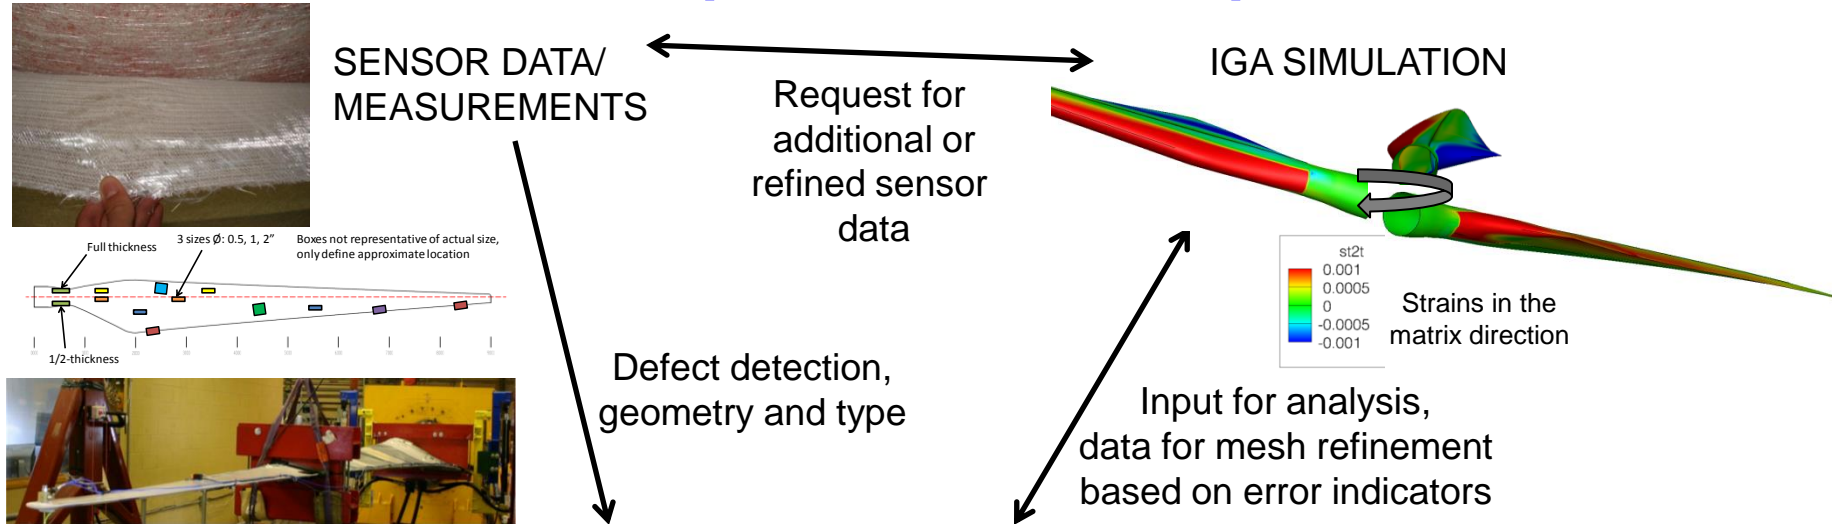 SENSOR DATA/
MEASUREMENTS
Request for
additional or
refined sensor
data
IGA SIMULATION
Full thickness
3 sizes Ø: 0.5, 1, 2"
Boxes not representative of actual size,
only define approximate location
1/2-thickness
st2t
0.001
0.0005
0
-0.0005
-0.001
Strains in the
matrix direction
Defect detection,
geometry and type
Input for analysis,
data for mesh refinement
based on error indicators